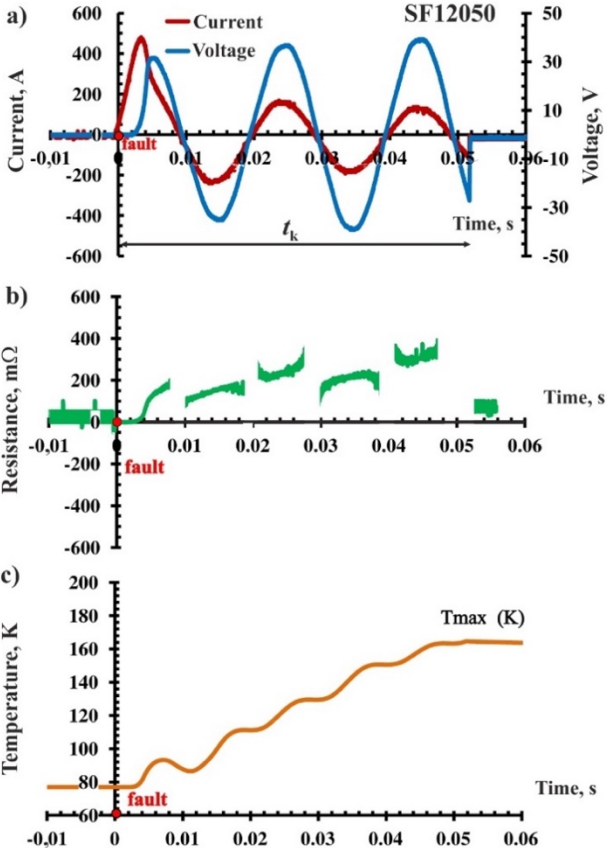 a)
SF12050
Current
Voltage
600
400
200
0
-200
-400
-600
Current, A
50
30
10
-10
-30
-50
Voltage, V
-0,01
0
0.01
0.02
0.03
0.04
0.05
0.06
fault
Time, s
tk
b)
600
400
200
0
-200
-400
-600
Resistance, mΩ
Time, s
-0,01
0
0.01
0.02
0.03
0.04
0.05
0.06
fault
c)
200
180
160
140
120
100
80
60
Temperature, K
Tmax (K)
Time, s
fault
-0,01
0
0.01
0.02
0.03
0.04
0.05
0.06